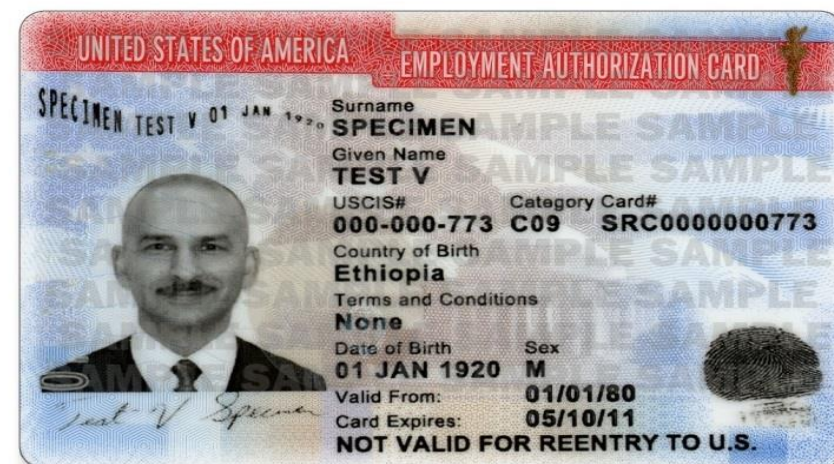 UNITED STATES OF AMERICA
EMPLOYMENT AUTHORIZATION CARD
SPECIMEN TEST V 01 JAN 1920
Surname
SPECIMEN
Given Name
TEST V
USCIS# Category Card#
000-000-773 C09 SRC0000000773
Country of Birth
Ethiopia
Terms and Conditions
None
Date of Birth Sex
01 JAN 1920 M
Valid From: 01/01/80
Card Expires: 05/10/11
NOT VALID FOR REENTRY TO U.S.
Test V Specimen
SAMPLE SAMPLE